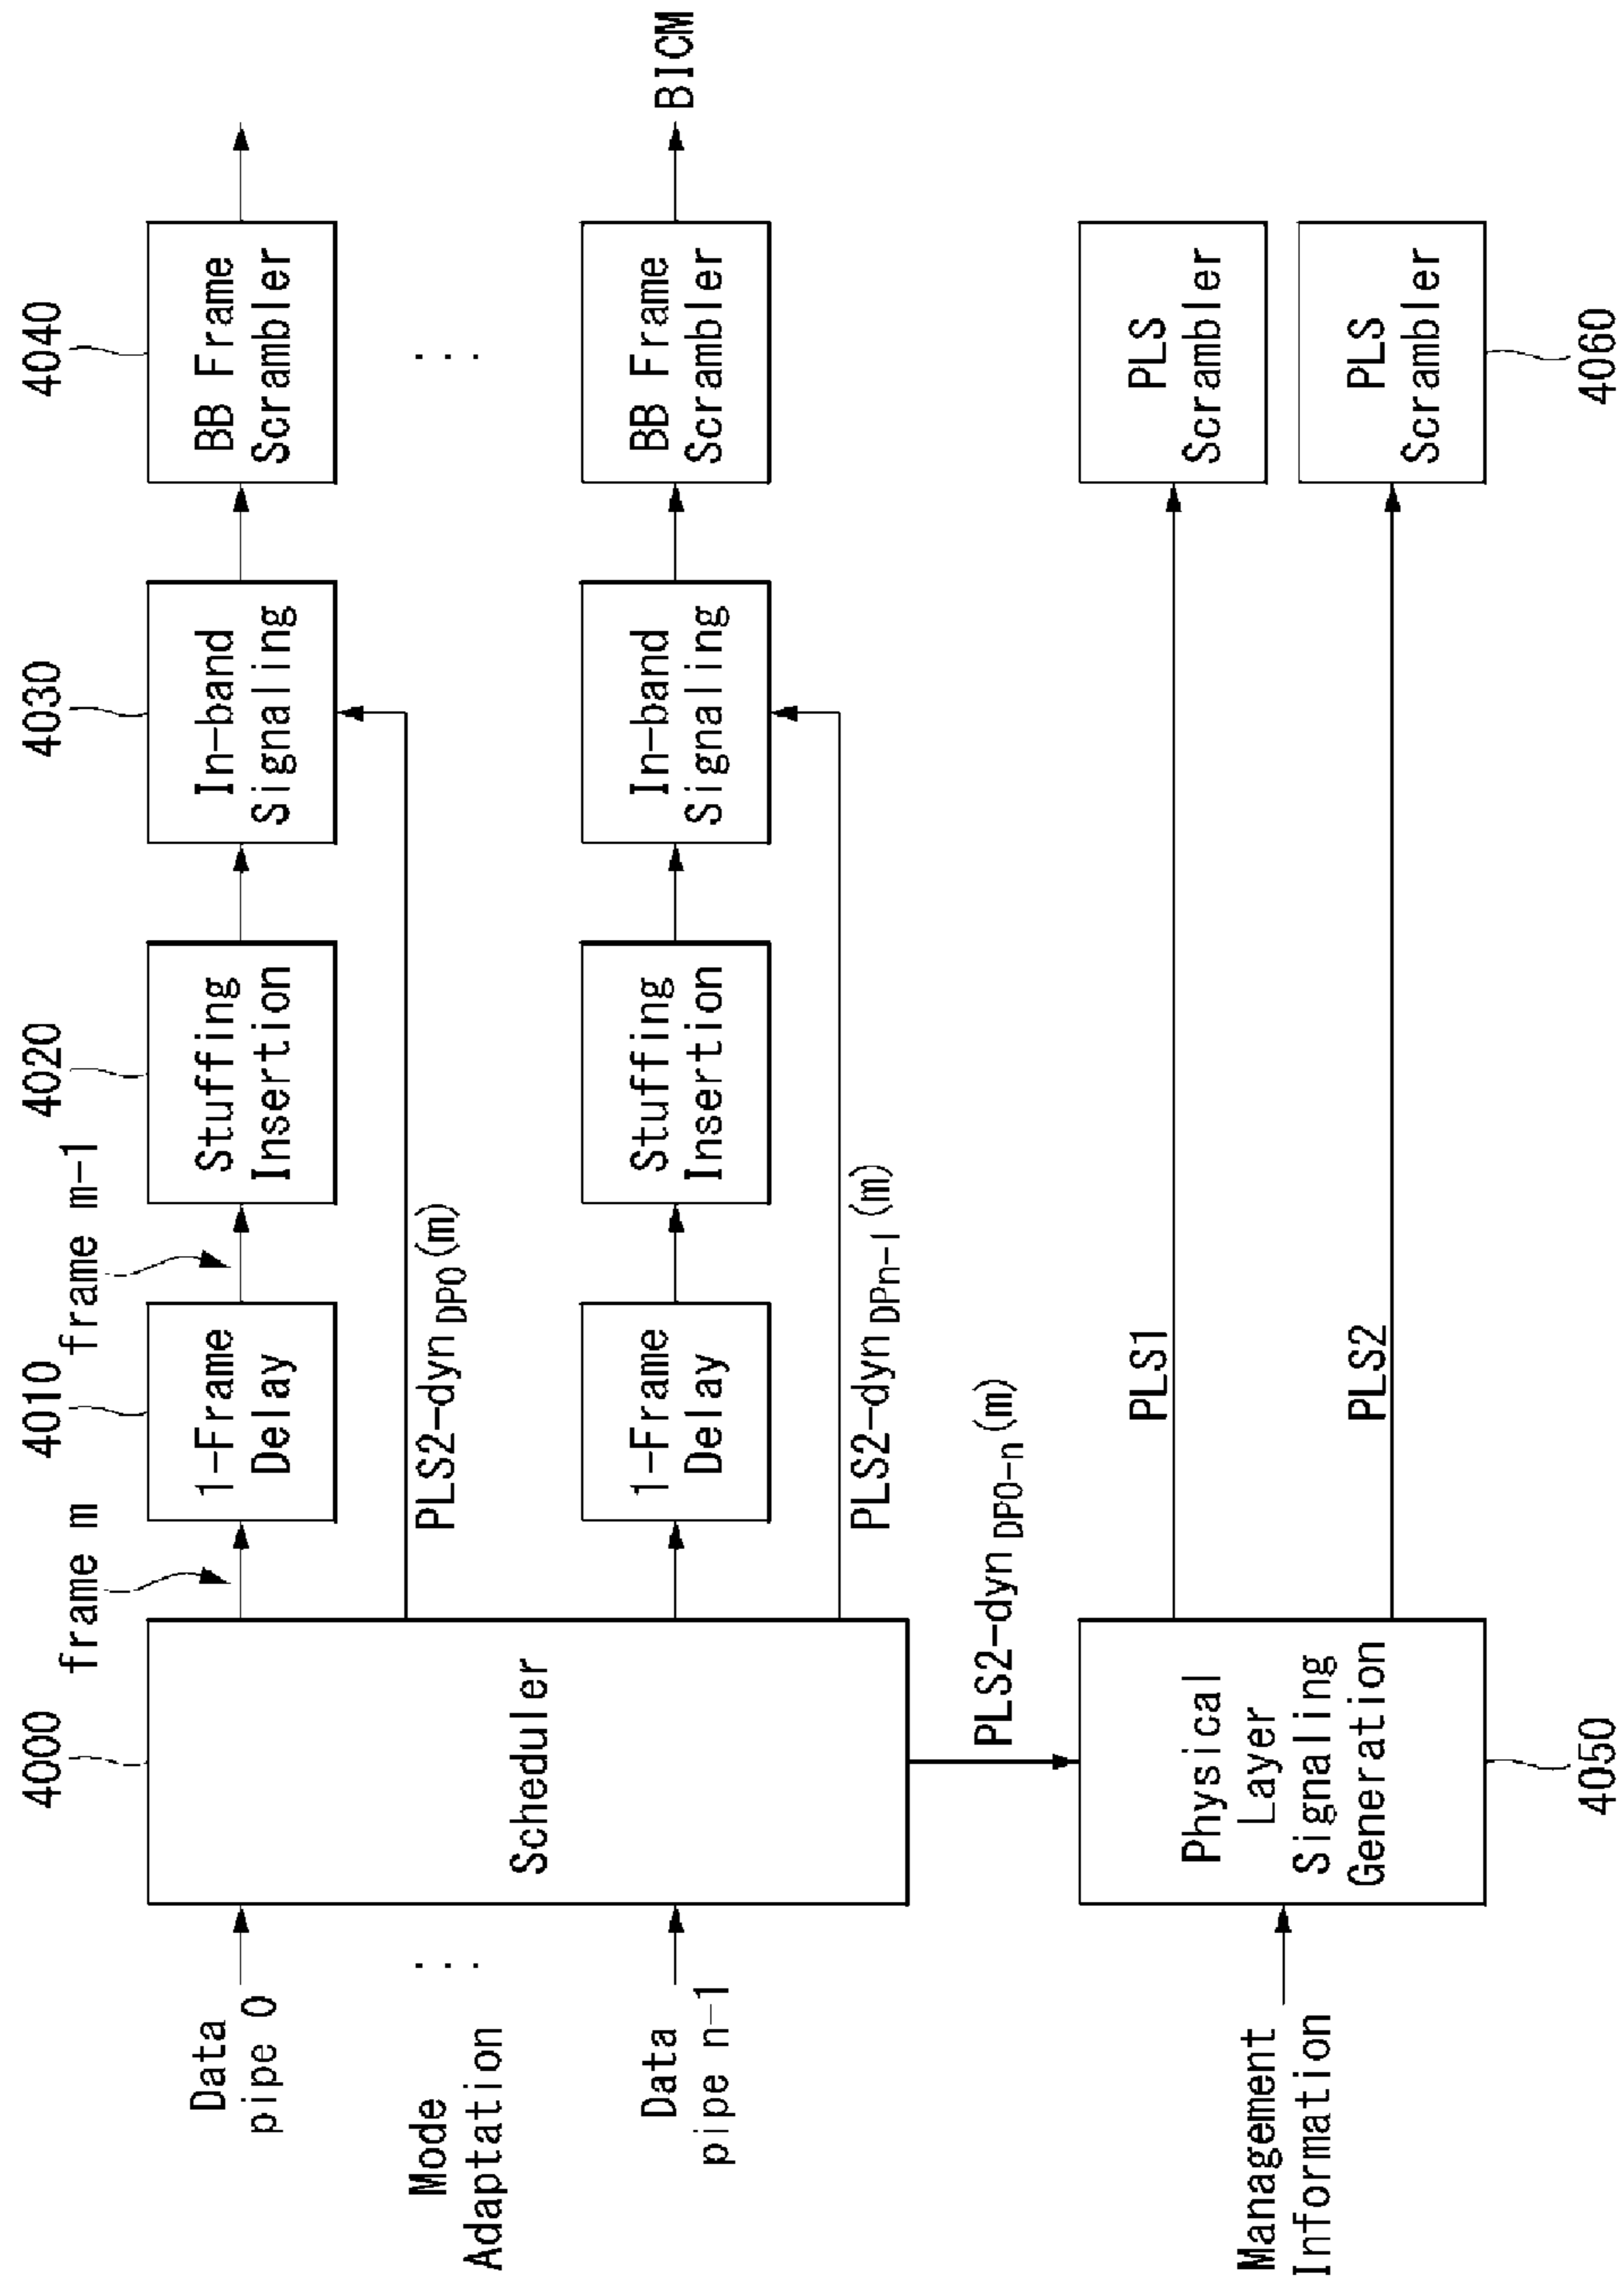 4000
4010
4020
4030
4040
frame m
frame m-1
Data
pipe 0
1-Frame
Delay
Stuffing
Insertion
In-band
Signaling
BB Frame
Scrambler
PLS2-dyn DP0 (m)
Mode
Adaptation
...
Scheduler
...
Data
pipe n-1
1-Frame
Delay
Stuffing
Insertion
In-band
Signaling
BB Frame
Scrambler
BICM
PLS2-dyn DPn-1 (m)
PLS2-dyn DP0-n (m)
Management
Information
Physical
Layer
Signaling
Generation
PLS1
PLS
Scrambler
PLS2
PLS
Scrambler
4050
4060